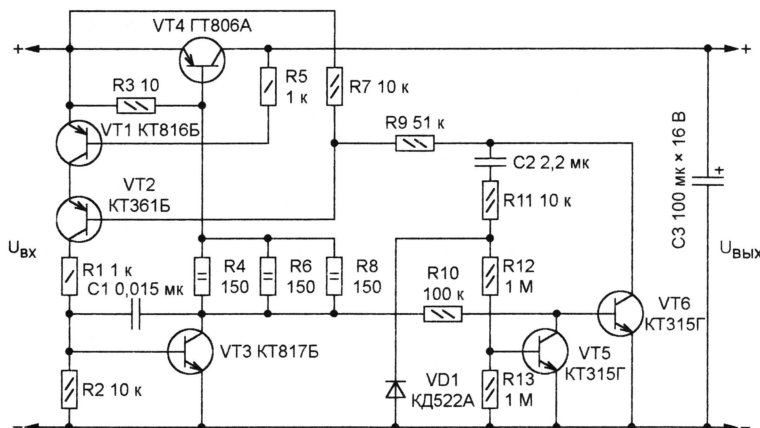 VT4 ГТ806А
+
+
R3 10
R5
1 к
R7 10 к
VT1 КТ816Б
R9 51 к
C2 2,2 мк
C3 100 мк × 16 В
+
VT2
КТ361Б
R11 10 к
Uвх
Uвых
R1 1 к
C1 0,015 мк
R4
150
R6
150
R8
150
R10
100 к
R12
1 М
VT6
КТ315Г
VT3 КТ817Б
VT5
КТ315Г
R2 10 к
VD1
КД522А
R13
1 М
–
–